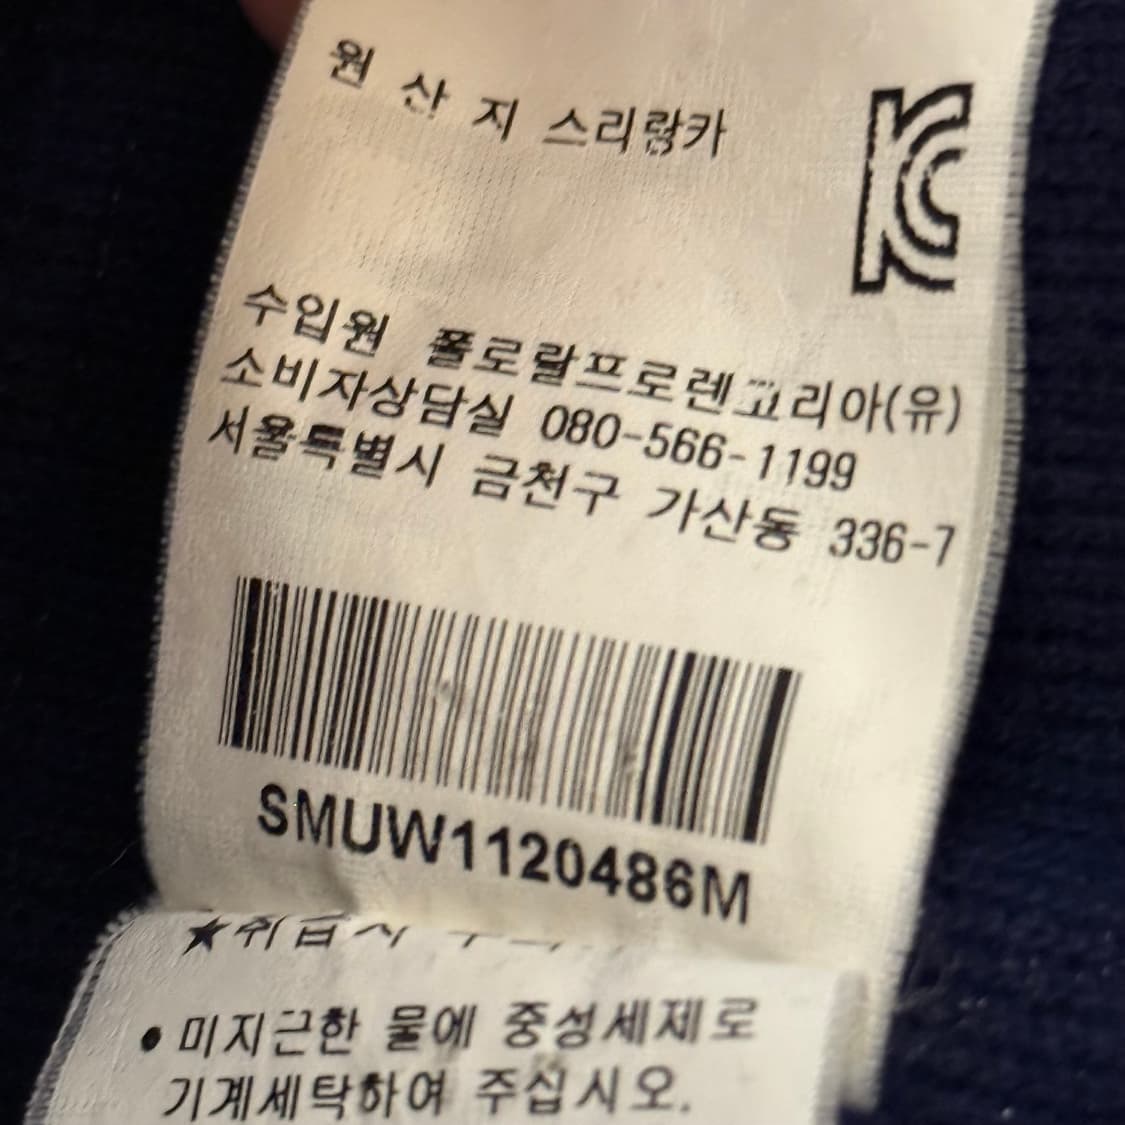 원 산 지 스리랑카
수입원 폴로랄프로렌코리아(유)
소비자상담실 080-566-1199
서울특별시 금천구 가산동 336-7
SMUW1120486M
• 미지근한 물에 중성세제로
기계세탁하여 주십시오.